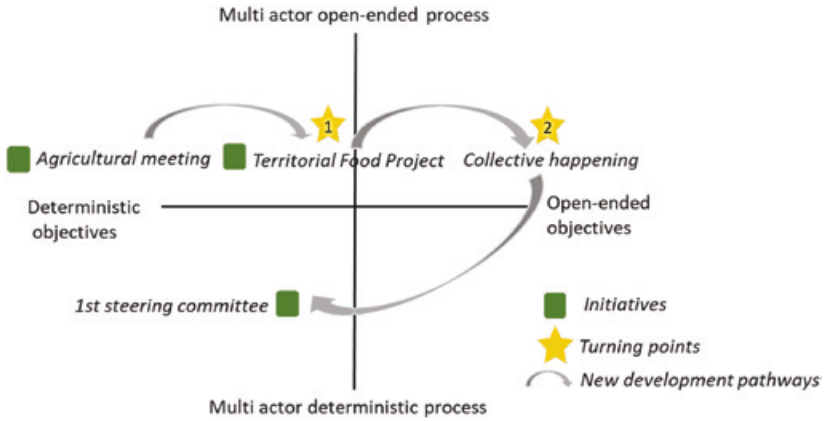 Multi actor open-ended process
1
2
Agricultural meeting
Territorial Food Project
Collective happening
Deterministic
objectives
Open-ended
objectives
1st steering committee
Initiatives
Turning points
New development pathways
Multi actor deterministic process